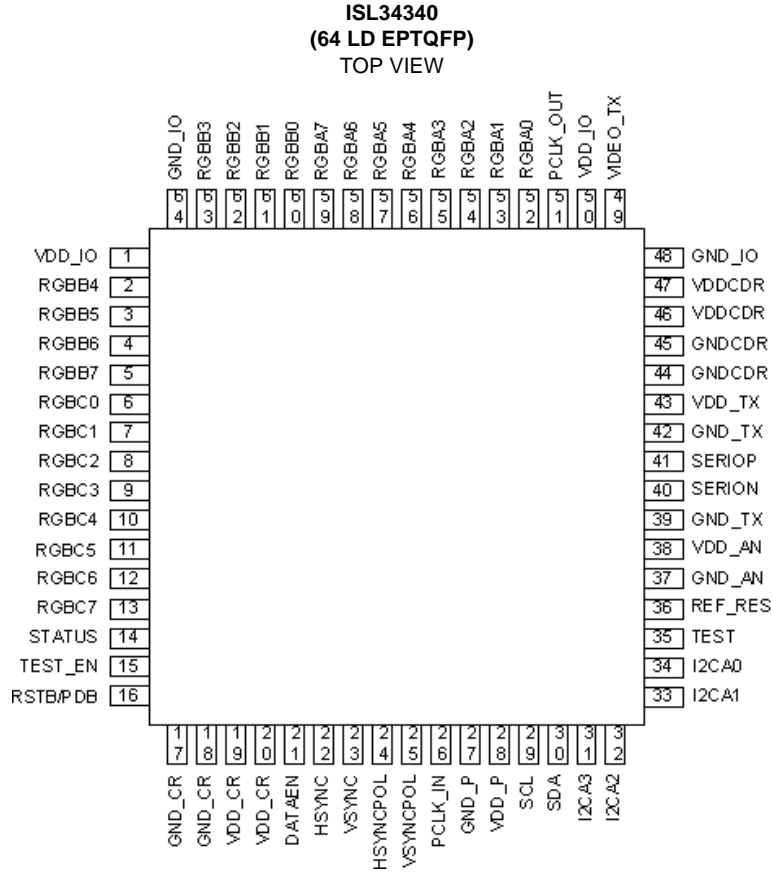 ISL34340
(64 LD EPTQFP)
TOP VIEW
GND_IO
RGBB3
RGBB2
RGBB1
RGBB0
RGBA7
RGBA6
RGBA5
RGBA4
RGBA3
RGBA2
RGBA1
RGBA0
PCLK_OUT
VDD_IO
VIDEO_TX
64 63 62 61 60 59 58 57 56 55 54 53 52 51 50 49
VDD_IO 1
RGBB4 2
RGBB5 3
RGBB6 4
RGBB7 5
RGBC0 6
RGBC1 7
RGBC2 8
RGBC3 9
RGBC4 10
RGBC5 11
RGBC6 12
RGBC7 13
STATUS 14
TEST_EN 15
RSTB/PDB 16
48 GND_IO
47 VDDCDR
46 VDDCDR
45 GNDCDR
44 GNDCDR
43 VDD_TX
42 GND_TX
41 SERIOP
40 SERION
39 GND_TX
38 VDD_AN
37 GND_AN
36 REF_RES
35 TEST
34 I2CA0
33 I2CA1
17 18 19 20 21 22 23 24 25 26 27 28 29 30 31 32
GND_CR
GND_CR
VDD_CR
VDD_CR
DATAEN
HSYNC
VSYNC
HSYNCPOL
VSYNCPOL
PCLK_IN
GND_P
VDD_P
SCL
SDA
I2CA3
I2CA2